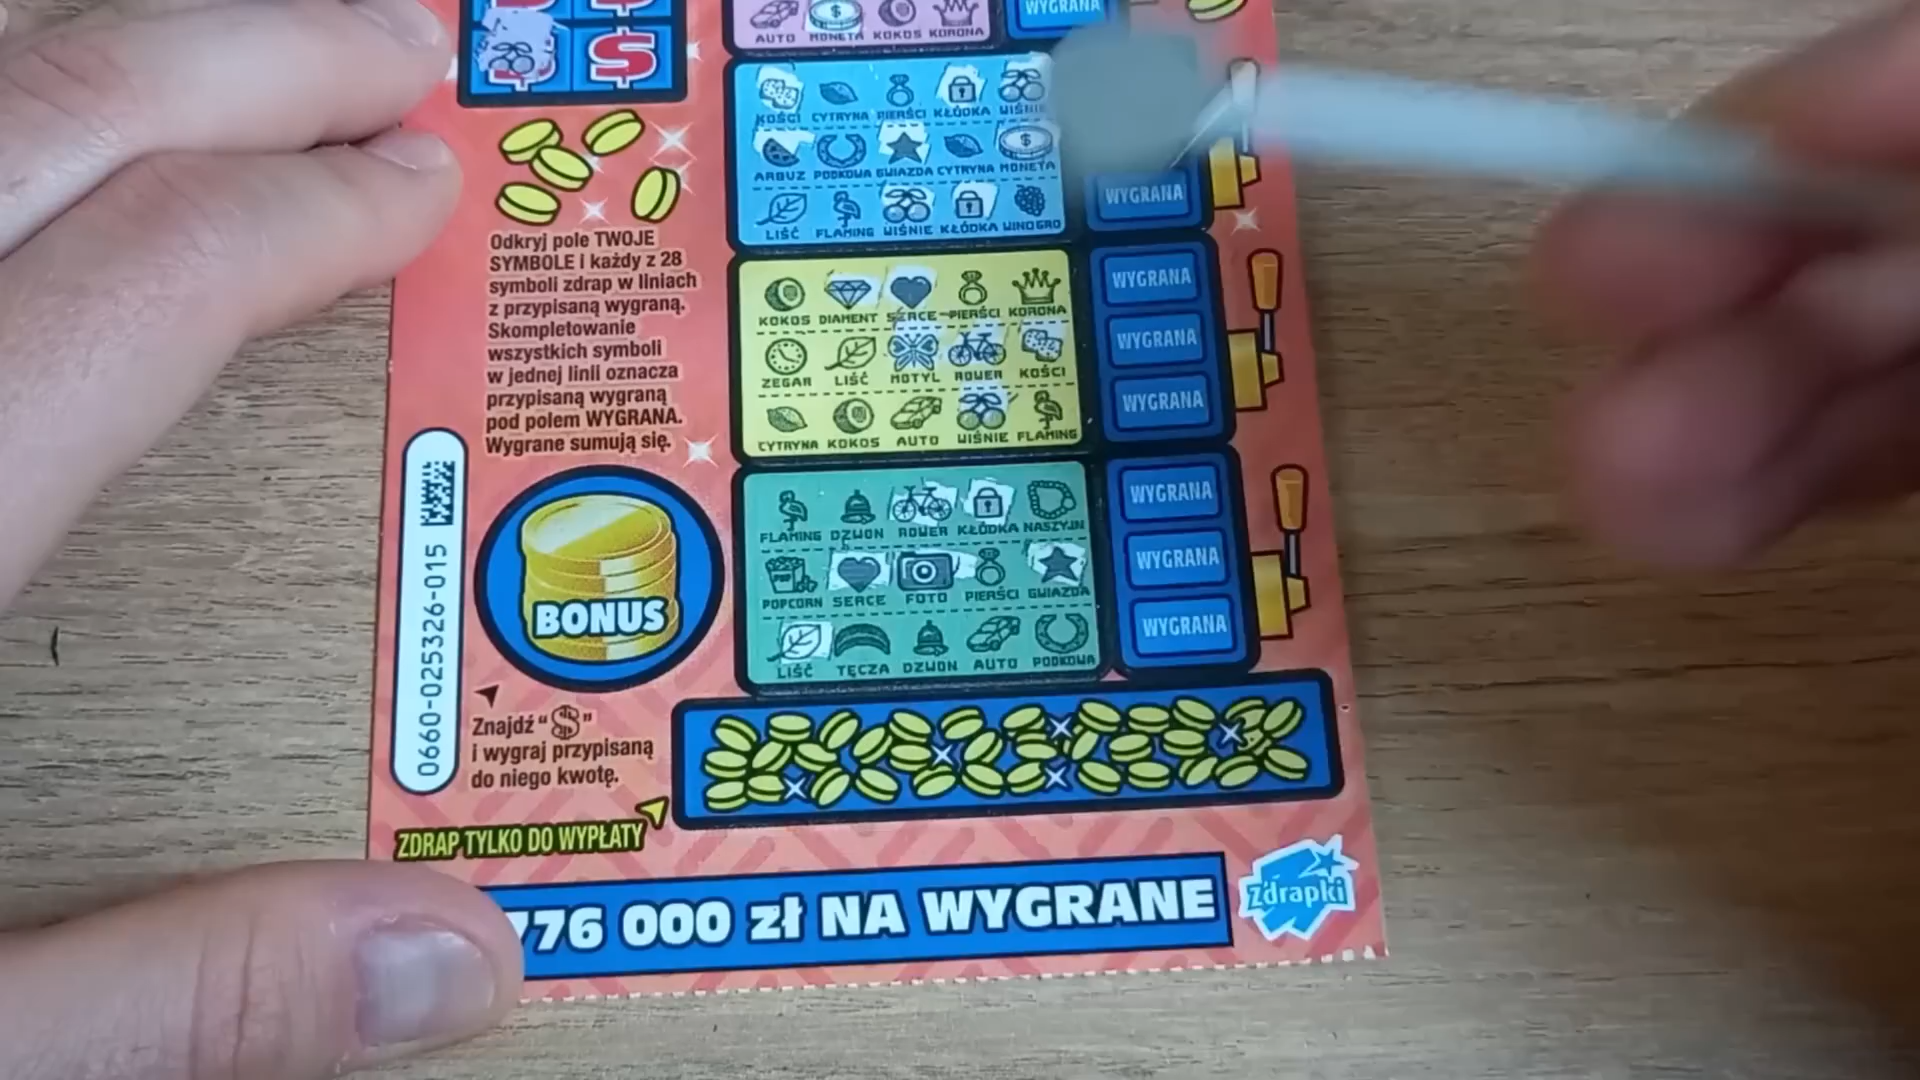 AUTO MONETA KOKOS KORONA
WYGRANA
$
KOŚCI CYTRYNA PIERŚCI KŁÓDKA WIŚNIE
ARBUZ PODKOWA GWIAZDA CYTRYNA MONETA
LIŚĆ FLAMING WIŚNIE KŁÓDKA WINOGRO
WYGRANA
Odkryj pole TWOJE
SYMBOLE i każdy z 28
symboli zdrap w liniach
z przypisaną wygraną.
Skompletowanie
wszystkich symboli
w jednej linii oznacza
przypisaną wygraną
pod polem WYGRANA.
Wygrane sumują się.
KOKOS DIAMENT SERCE PIERŚCI KORONA
ZEGAR LIŚĆ MOTYL ROWER KOŚCI
CYTRYNA KOKOS AUTO WIŚNIE FLAMING
WYGRANA
WYGRANA
WYGRANA
FLAMING DZWON ROWER KŁÓDKA NASZYJN
POPCORN SERCE FOTO PIERŚCI GWIAZDA
LIŚĆ TĘCZA DZWON AUTO PODKOWA
WYGRANA
WYGRANA
WYGRANA
0660-025326-015
BONUS
Znajdź "$"
i wygraj przypisaną
do niego kwotę.
ZDRAP TYLKO DO WYPŁATY
776 000 zł NA WYGRANE
Zdrapki